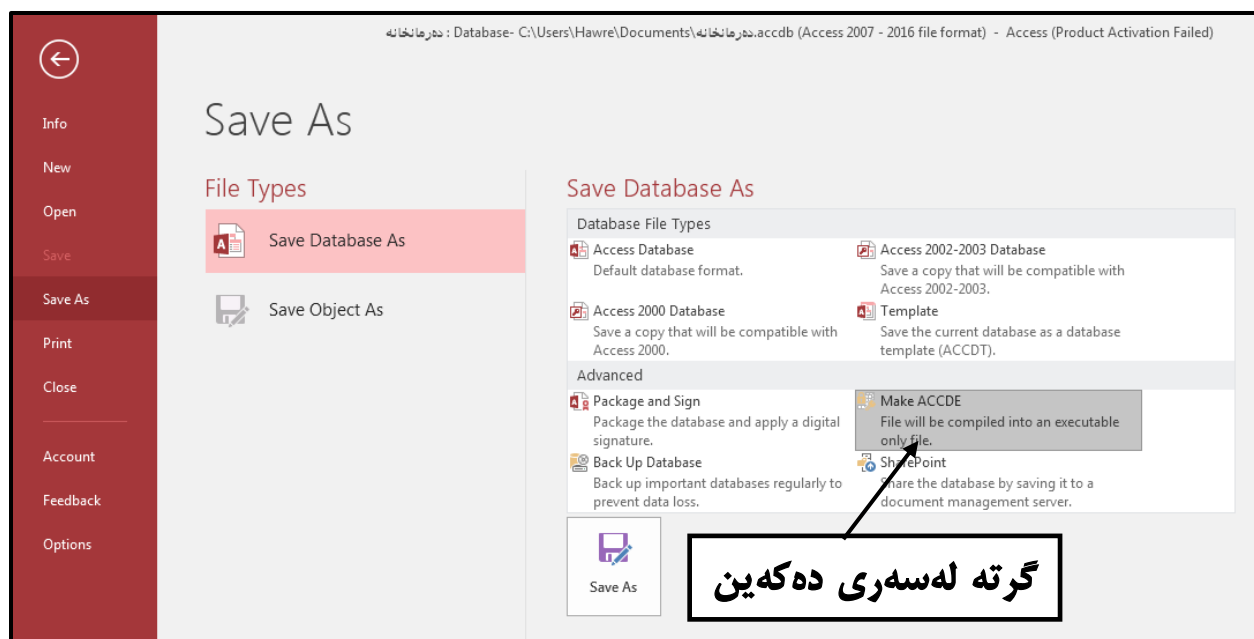 دەرمانخانە : Database- C:\Users\Hawre\Documents\دەرمانخانە.accdb (Access 2007 - 2016 file format) - Access (Product Activation Failed)
Info
New
Open
Save
Save As
Print
Close
Account
Feedback
Options
Save As
File Types
Save Database As
Save Object As
Save Database As
Database File Types
Access Database
Default database format.
Access 2002-2003 Database
Save a copy that will be compatible with
Access 2002-2003.
Access 2000 Database
Save a copy that will be compatible with
Access 2000.
Template
Save the current database as a database
template (ACCDT).
Advanced
Package and Sign
Package the database and apply a digital
signature.
Make ACCDE
File will be compiled into an executable
only file.
Back Up Database
Back up important databases regularly to
prevent data loss.
SharePoint
Share the database by saving it to a
document management server.
Save As
گرتە لەسەری دەکەین